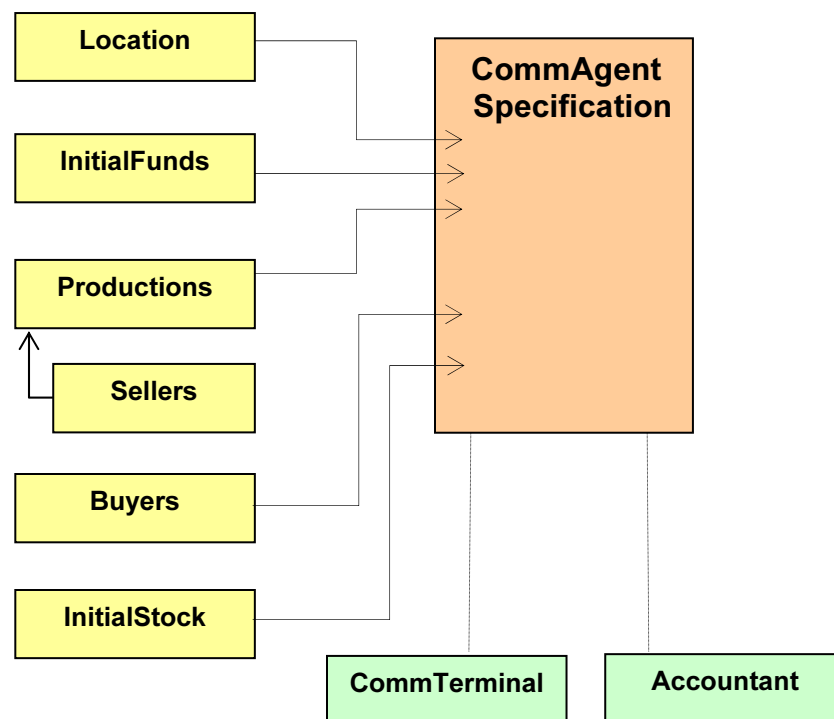 Location
CommAgent
Specification
InitialFunds
Productions
Sellers
Buyers
InitialStock
CommTerminal
Accountant